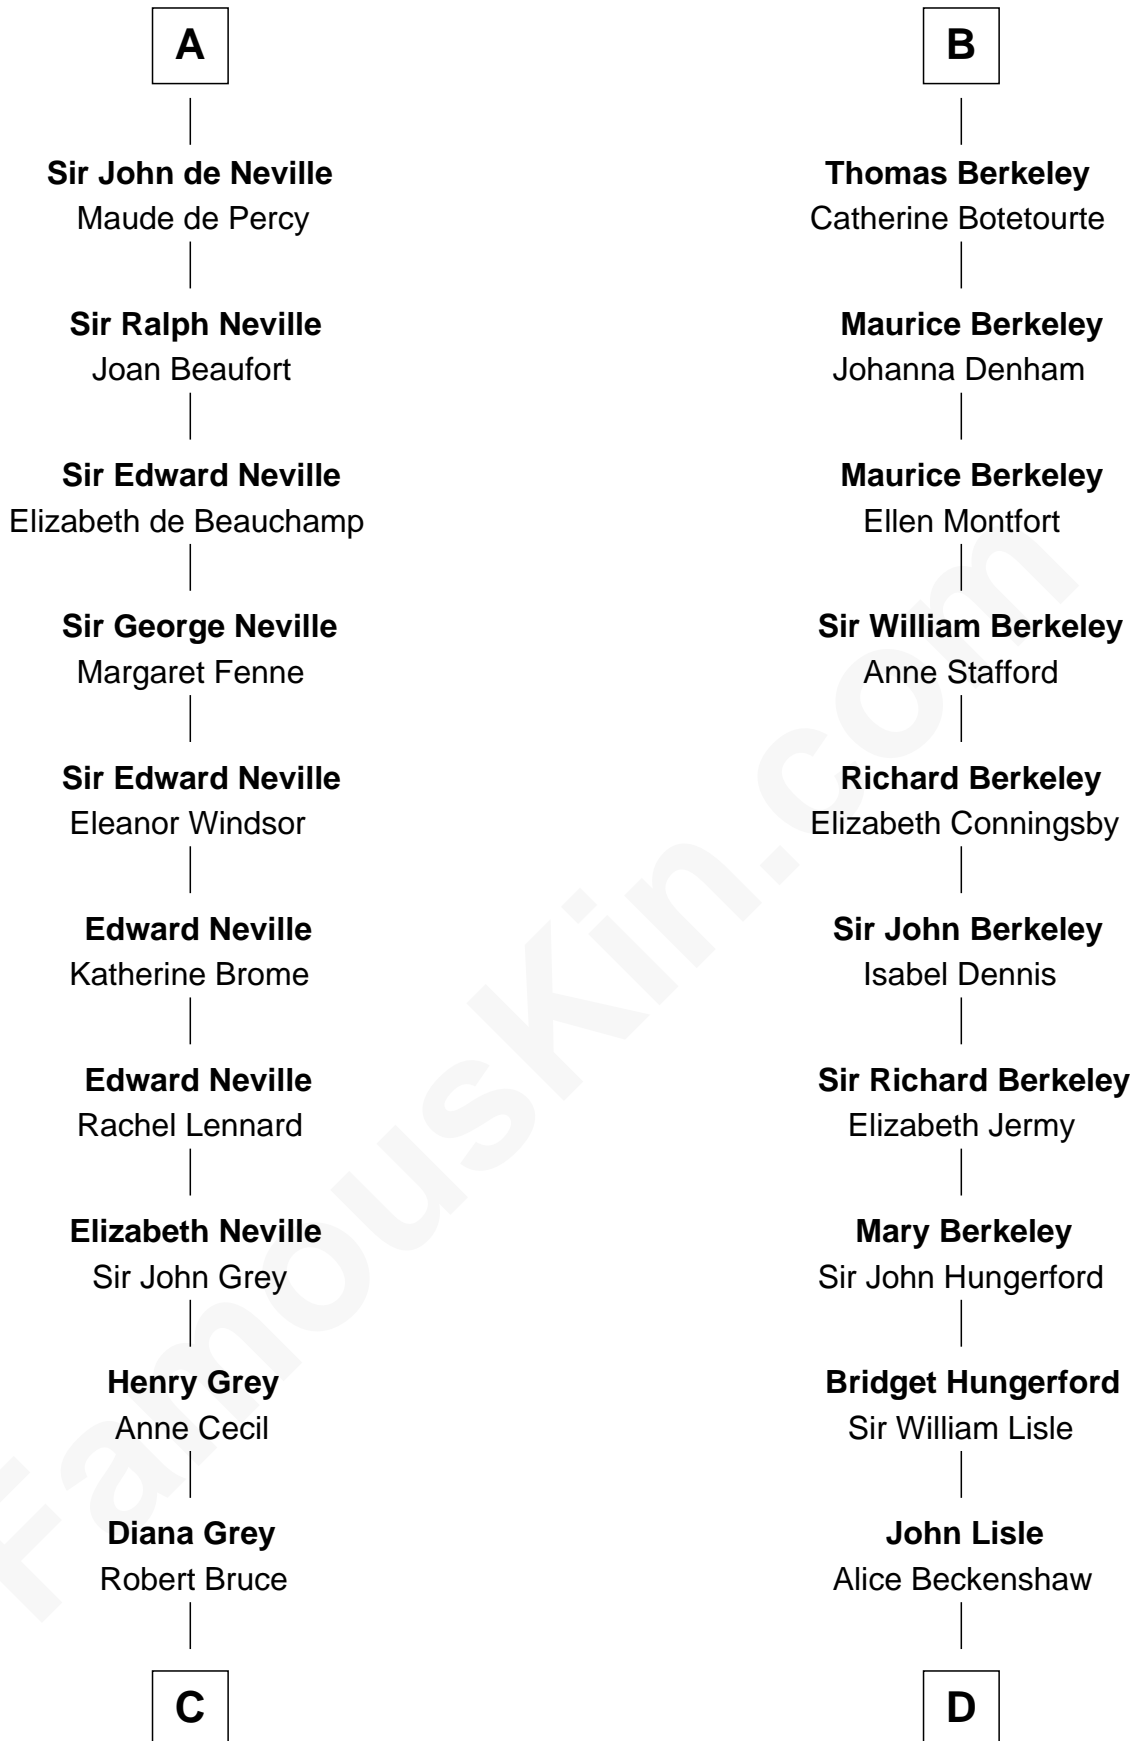 A
Sir John de Neville
Maude de Percy
Sir Ralph Neville
Joan Beaufort
Sir Edward Neville
Elizabeth de Beauchamp
Sir George Neville
Margaret Fenne
Sir Edward Neville
Eleanor Windsor
Edward Neville
Katherine Brome
Edward Neville
Rachel Lennard
Elizabeth Neville
Sir John Grey
Henry Grey
Anne Cecil
Diana Grey
Robert Bruce
C
B
Thomas Berkeley
Catherine Botetourte
Maurice Berkeley
Johanna Denham
Maurice Berkeley
Ellen Montfort
Sir William Berkeley
Anne Stafford
Richard Berkeley
Elizabeth Conningsby
Sir John Berkeley
Isabel Dennis
Sir Richard Berkeley
Elizabeth Jermy
Mary Berkeley
Sir John Hungerford
Bridget Hungerford
Sir William Lisle
John Lisle
Alice Beckenshaw
D
FamousKin.com